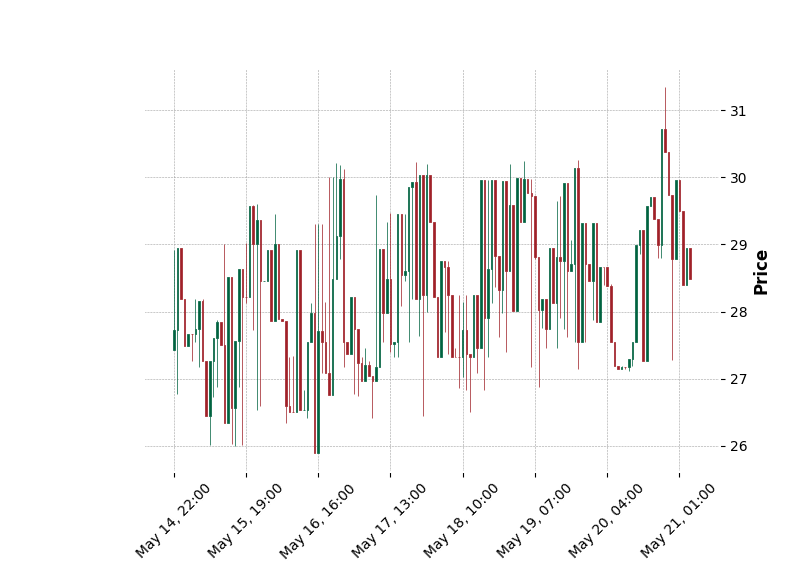 31
30
29
28
27
26
Price
May 14, 22:00
May 15, 19:00
May 16, 16:00
May 17, 13:00
May 18, 10:00
May 19, 07:00
May 20, 04:00
May 21, 01:00